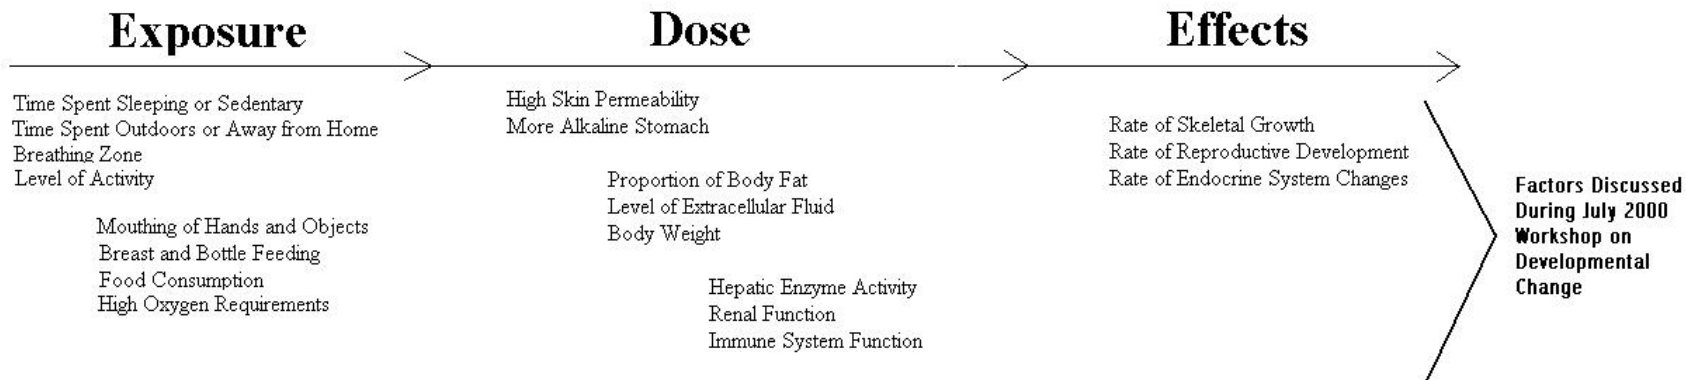 Exposure
Dose
Effects
Time Spent Sleeping or Sedentary
Time Spent Outdoors or Away from Home
Breathing Zone
Level of Activity
Mouthing of Hands and Objects
Breast and Bottle Feeding
Food Consumption
High Oxygen Requirements
High Skin Permeability
More Alkaline Stomach
Proportion of Body Fat
Level of Extracellular Fluid
Body Weight
Hepatic Enzyme Activity
Renal Function
Immune System Function
Rate of Skeletal Growth
Rate of Reproductive Development
Rate of Endocrine System Changes
Factors Discussed
During July 2000
Workshop on
Developmental
Change